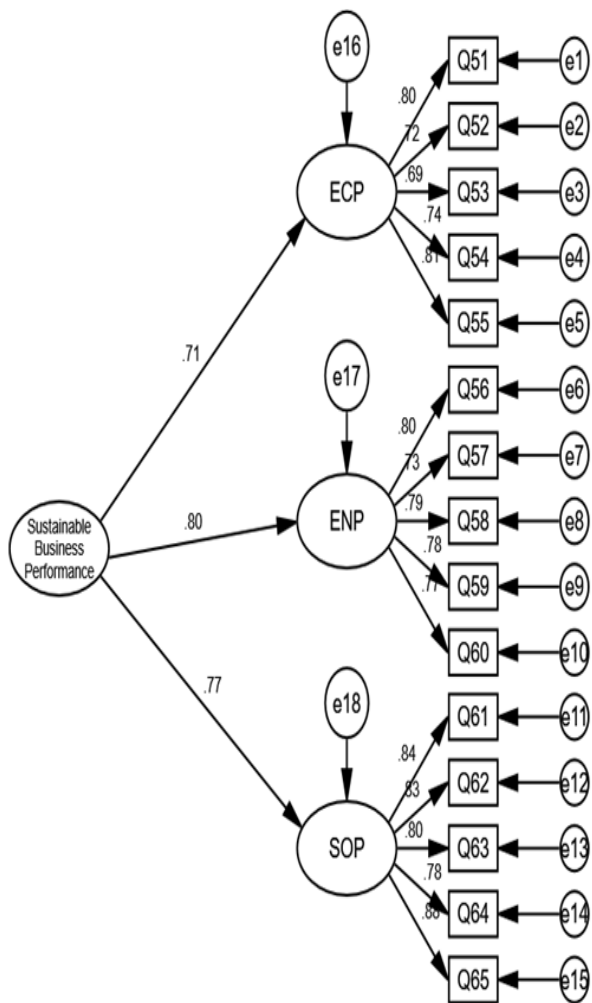 e16
Q51
e1
.80
Q52
e2
.72
ECP
.69
Q53
e3
.74
Q54
e4
.81
Q55
e5
.71
e17
Q56
e6
.80
Q57
e7
.73
ENP
.79
Q58
e8
.78
Q59
e9
Q60
e10
Sustainable
Business
Performance
.80
.77
e18
Q61
e11
.84
Q62
e12
.83
SOP
.80
Q63
e13
.78
Q64
e14
Q65
e15